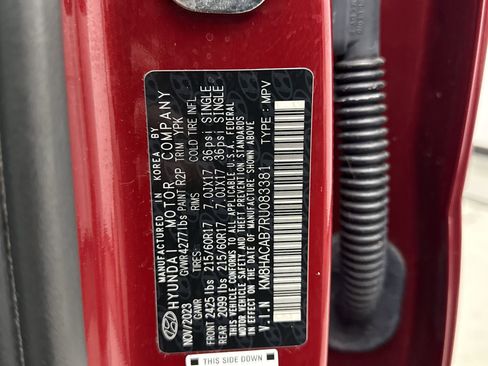 MANUFACTURED IN KOREA BY
HYUNDAI MOTOR COMPANY
NOV/2023 GVWR 4277 lbs PAINT R2P TRIM YPK
GAWR TIRES RIMS COLD TIRE INFL
FRONT 2425 lbs 215/60R17 7.0JX17 36psi SINGLE
REAR 2099 lbs 215/60R17 7.0JX17 36psi SINGLE
THIS VEHICLE CONFORMS TO ALL APPLICABLE U.S.A. FEDERAL
MOTOR VEHICLE SAFETY STANDARDS IN EFFECT ON THE
DATE OF MANUFACTURE SHOWN ABOVE
V.I.N KM8HACAB7RU083381 TYPE: MPV
THIS SIDE DOWN